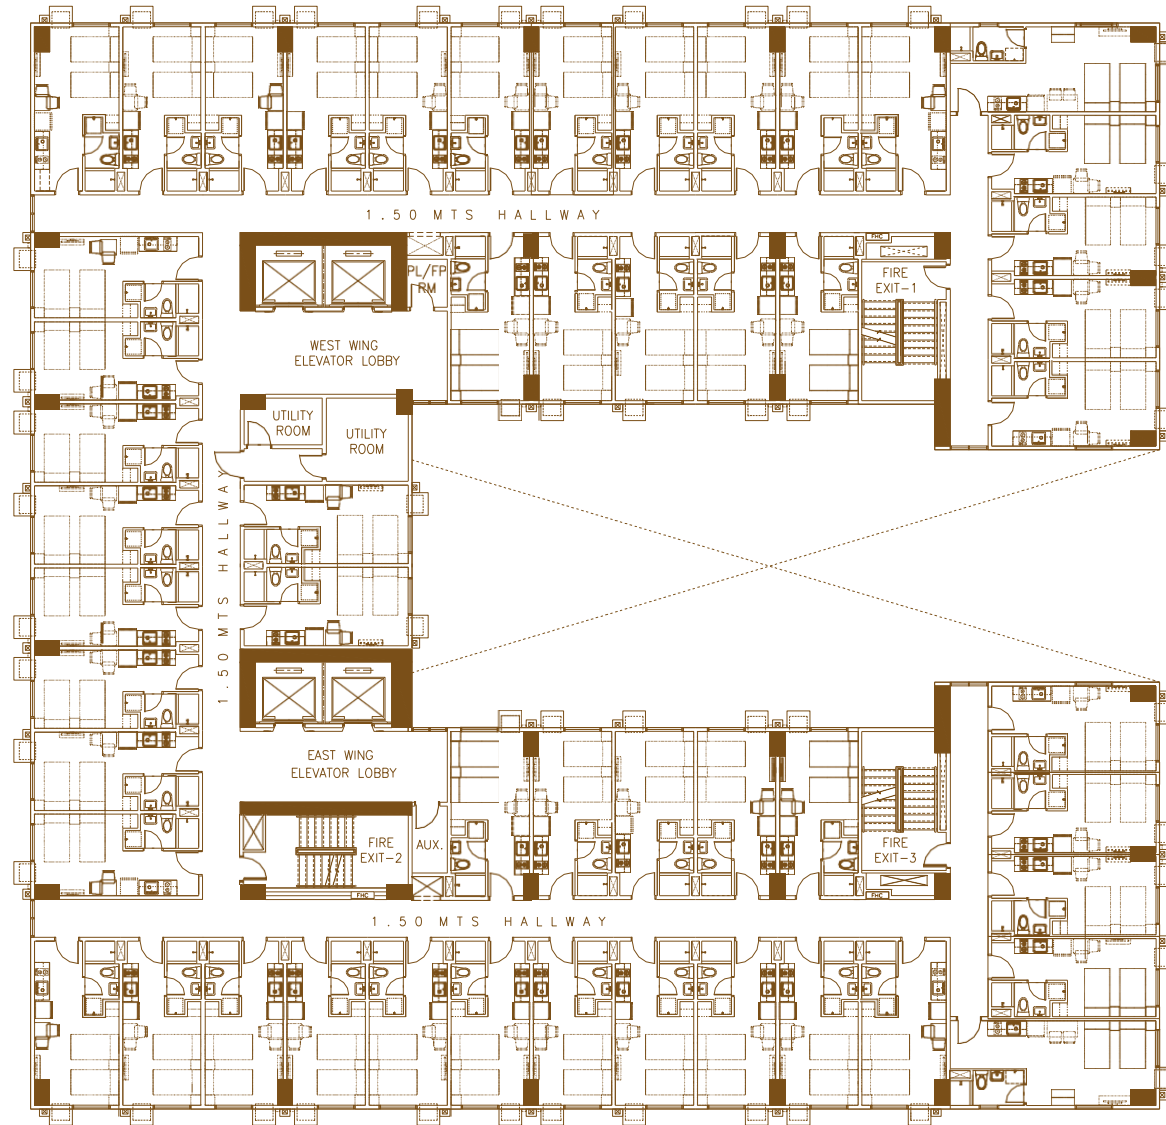 1.50 MTS HALLWAY
FHC
PL/FP
RM
FIRE
EXIT-1
WEST WING
ELEVATOR LOBBY
UTILITY
ROOM
UTILITY
ROOM
1.50 MTS HALLWAY
EAST WING
ELEVATOR LOBBY
FIRE
EXIT-2
AUX.
FIRE
EXIT-3
FHC
FHC
1.50 MTS HALLWAY